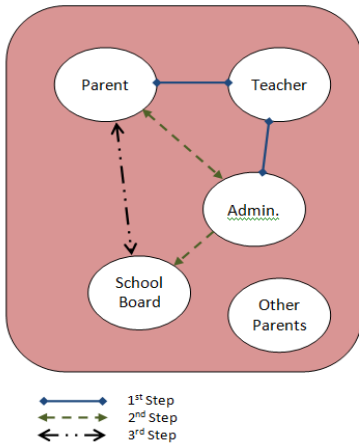 Parent
Teacher
Admin.
School
Board
Other
Parents
1st Step
2nd Step
3rd Step